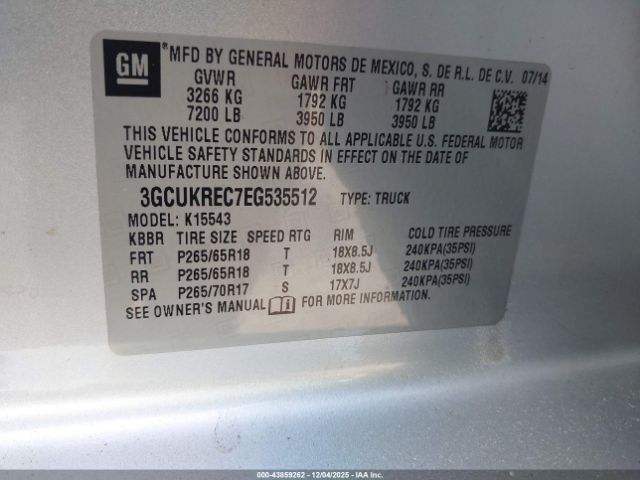 GM ® MFD BY GENERAL MOTORS DE MEXICO, S. DE R.L. DE C.V. 07/14
GVWR GAWR FRT GAWR RR
3266 KG 1792 KG 1792 KG
7200 LB 3950 LB 3950 LB
THIS VEHICLE CONFORMS TO ALL APPLICABLE U.S. FEDERAL MOTOR
VEHICLE SAFETY STANDARDS IN EFFECT ON THE DATE OF
MANUFACTURE SHOWN ABOVE.
3GCUKREC7EG535512 TYPE: TRUCK
MODEL: K15543
KBBR TIRE SIZE SPEED RTG RIM COLD TIRE PRESSURE
FRT P265/65R18 T 18X8.5J 240KPA(35PSI)
RR P265/65R18 T 18X8.5J 240KPA(35PSI)
SPA P265/70R17 S 17X7J 240KPA(35PSI)
SEE OWNER'S MANUAL FOR MORE INFORMATION.
000-43859262 - 12/04/2025 - IAAI.COM